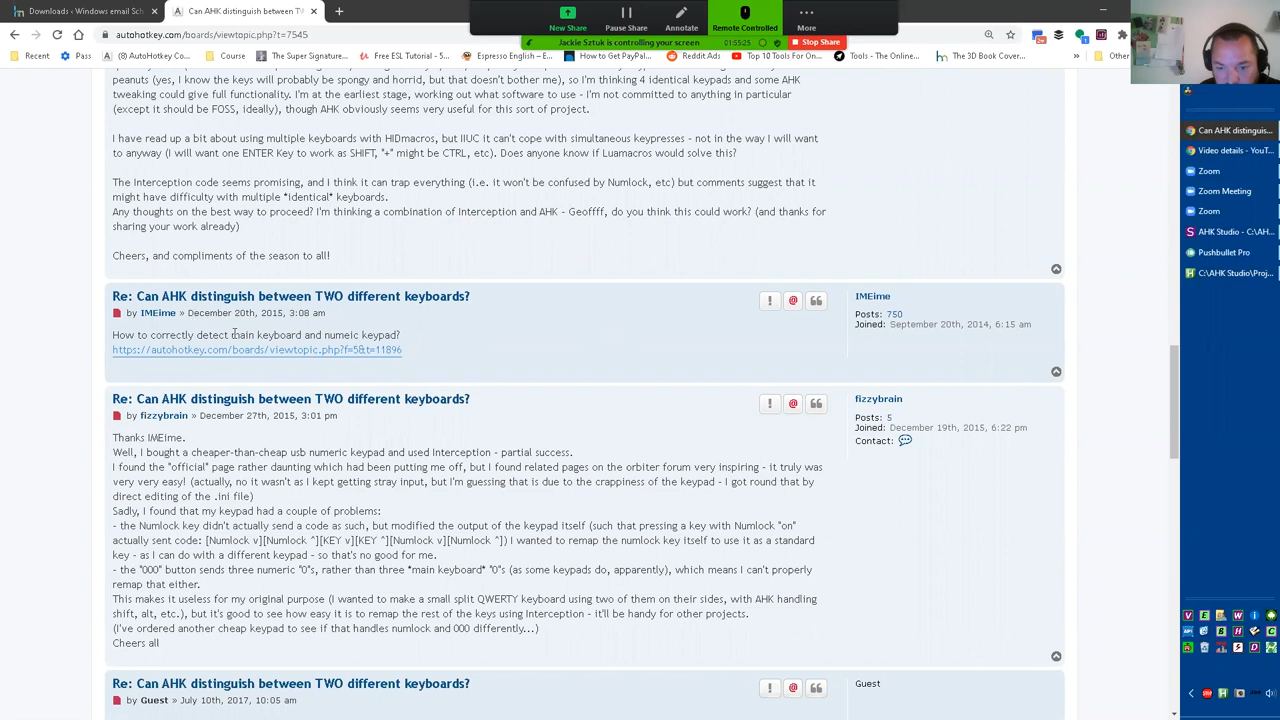 Downloads ‹ Windows email Sch
Can AHK distinguish between TW
New Share
Pause Share
Annotate
Remote Controlled
More
Jackie Sztuk is controlling your screen
01:55:25
Stop Share
autohotkey.com/boards/viewtopic.php?t=7545
Recent
Pass
(2) AutoHotkey Co...
The Super Signature...
Free ESL Tutorial - 5...
Espresso English - E...
How to Get PayPal...
Reddit Ads
Top 10 Tools For On...
Tools - The Online...
The 3D Book Cover...
Other
peanuts (yes, I know the keys will probably be spongy and horrid, but that doesn't bother me), so I'm thinking 4 identical keypads and some AHK
tweaking could give full functionality. I'm at the earliest stage, working out what software to use - I'm not committed to anything in particular
(except it should be FOSS, ideally), though AHK obviously seems very useful for this sort of project.
I have read up a bit about using multiple keyboards with HIDmacros, but IIUC it can't cope with simultaneous keypresses - not in the way I will want
to anyway (I will want one ENTER Key to work as SHIFT, "+" might be CTRL, etc). Does anyone know if Luamacros would solve this?
The Interception code seems promising, and I think it can trap everything (i.e. it won't be confused by Numlock, etc) but comments suggest that it
might have difficulty with multiple *identical* keyboards.
Any thoughts on the best way to proceed? I'm thinking a combination of Interception and AHK - Geoffff, do you think this could work? (and thanks for
sharing your work already)
Cheers, and compliments of the season to all!
Re: Can AHK distinguish between TWO different keyboards?
by IMEime » December 20th, 2015, 3:08 am
How to correctly detect main keyboard and numeic keypad?
https://autohotkey.com/boards/viewtopic.php?f=5&t=11896
IMEime
Posts: 750
Joined: September 20th, 2014, 6:15 am
Re: Can AHK distinguish between TWO different keyboards?
by fizzybrain » December 27th, 2015, 3:01 pm
Thanks IMEIme.
Well, I bought a cheaper-than-cheap usb numeric keypad and used Interception - partial success.
I found the "official" page rather daunting which had been putting me off, but I found related pages on the orbiter forum very inspiring - it truly was
very very easy! (actually, no it wasn't as I kept getting stray input, but I'm guessing that is due to the crappiness of the keypad - I got round that by
direct editing of the .ini file)
Sadly, I found that my keypad had a couple of problems:
- the Numlock key didn't actually send a code as such, but modified the output of the keypad itself (such that pressing a key with Numlock "on"
actually sent code: [Numlock v][Numlock ^][KEY v][KEY ^][Numlock v][Numlock ^]) I wanted to remap the numlock key itself to use it as a standard
key - as I can do with a different keypad - so that's no good for me.
- the "000" button sends three numeric "0"s, rather than three *main keyboard* "0"s (as some keypads do, apparently), which means I can't properly
remap that either.
This makes it useless for my original purpose (I wanted to make a small split QWERTY keyboard using two of them on their sides, with AHK handling
shift, alt, etc.), but it's good to see how easy it is to remap the rest of the keys using Interception - it'll be handy for other projects.
(I've ordered another cheap keypad to see if that handles numlock and 000 differently...)
Cheers all
fizzybrain
Posts: 5
Joined: December 19th, 2015, 6:22 pm
Contact:
Re: Can AHK distinguish between TWO different keyboards?
by Guest » July 10th, 2017, 10:05 am
Guest
Can AHK distinguis...
Video details - YouT...
Zoom
Zoom Meeting
Zoom
AHK Studio - C:\AH...
Pushbullet Pro
C:\AHK Studio\Proj...